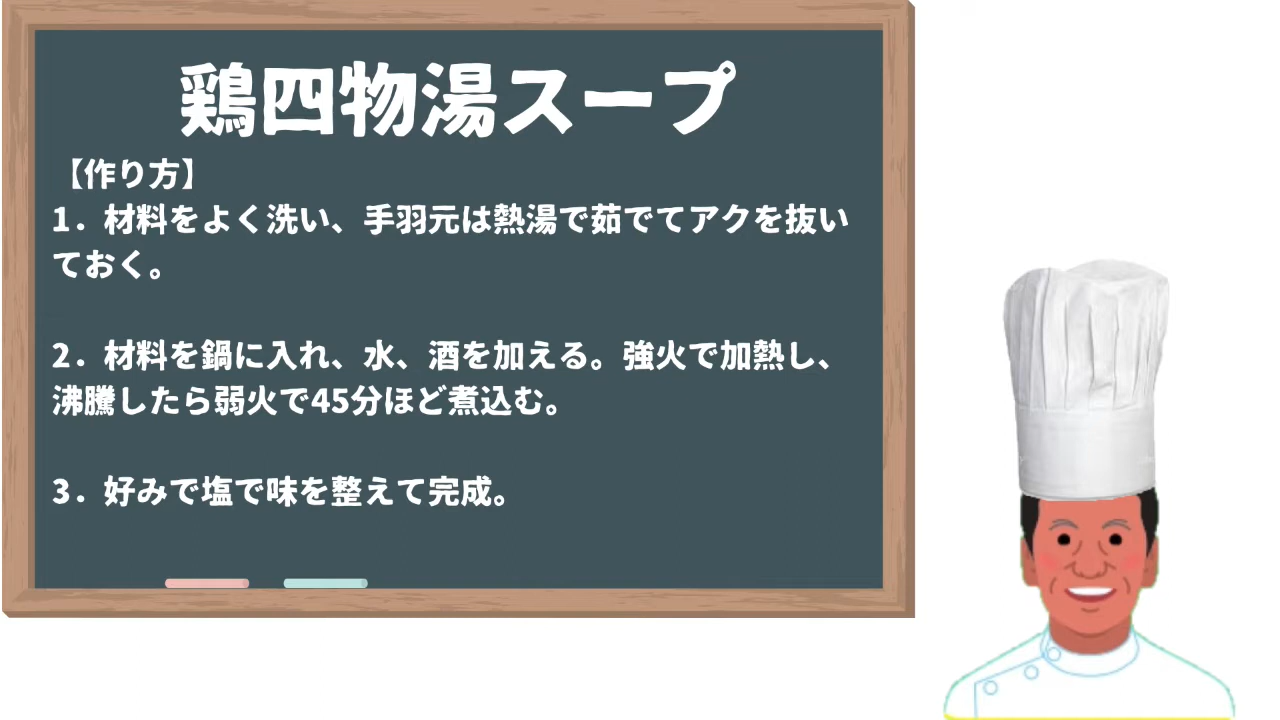 鶏四物湯スープ
【作り方】
1．材料をよく洗い、手羽元は熱湯で茹でてアクを抜い
ておく。
2．材料を鍋に入れ、水、酒を加える。強火で加熱し、
沸騰したら弱火で45分ほど煮込む。
3．好みで塩で味を整えて完成。